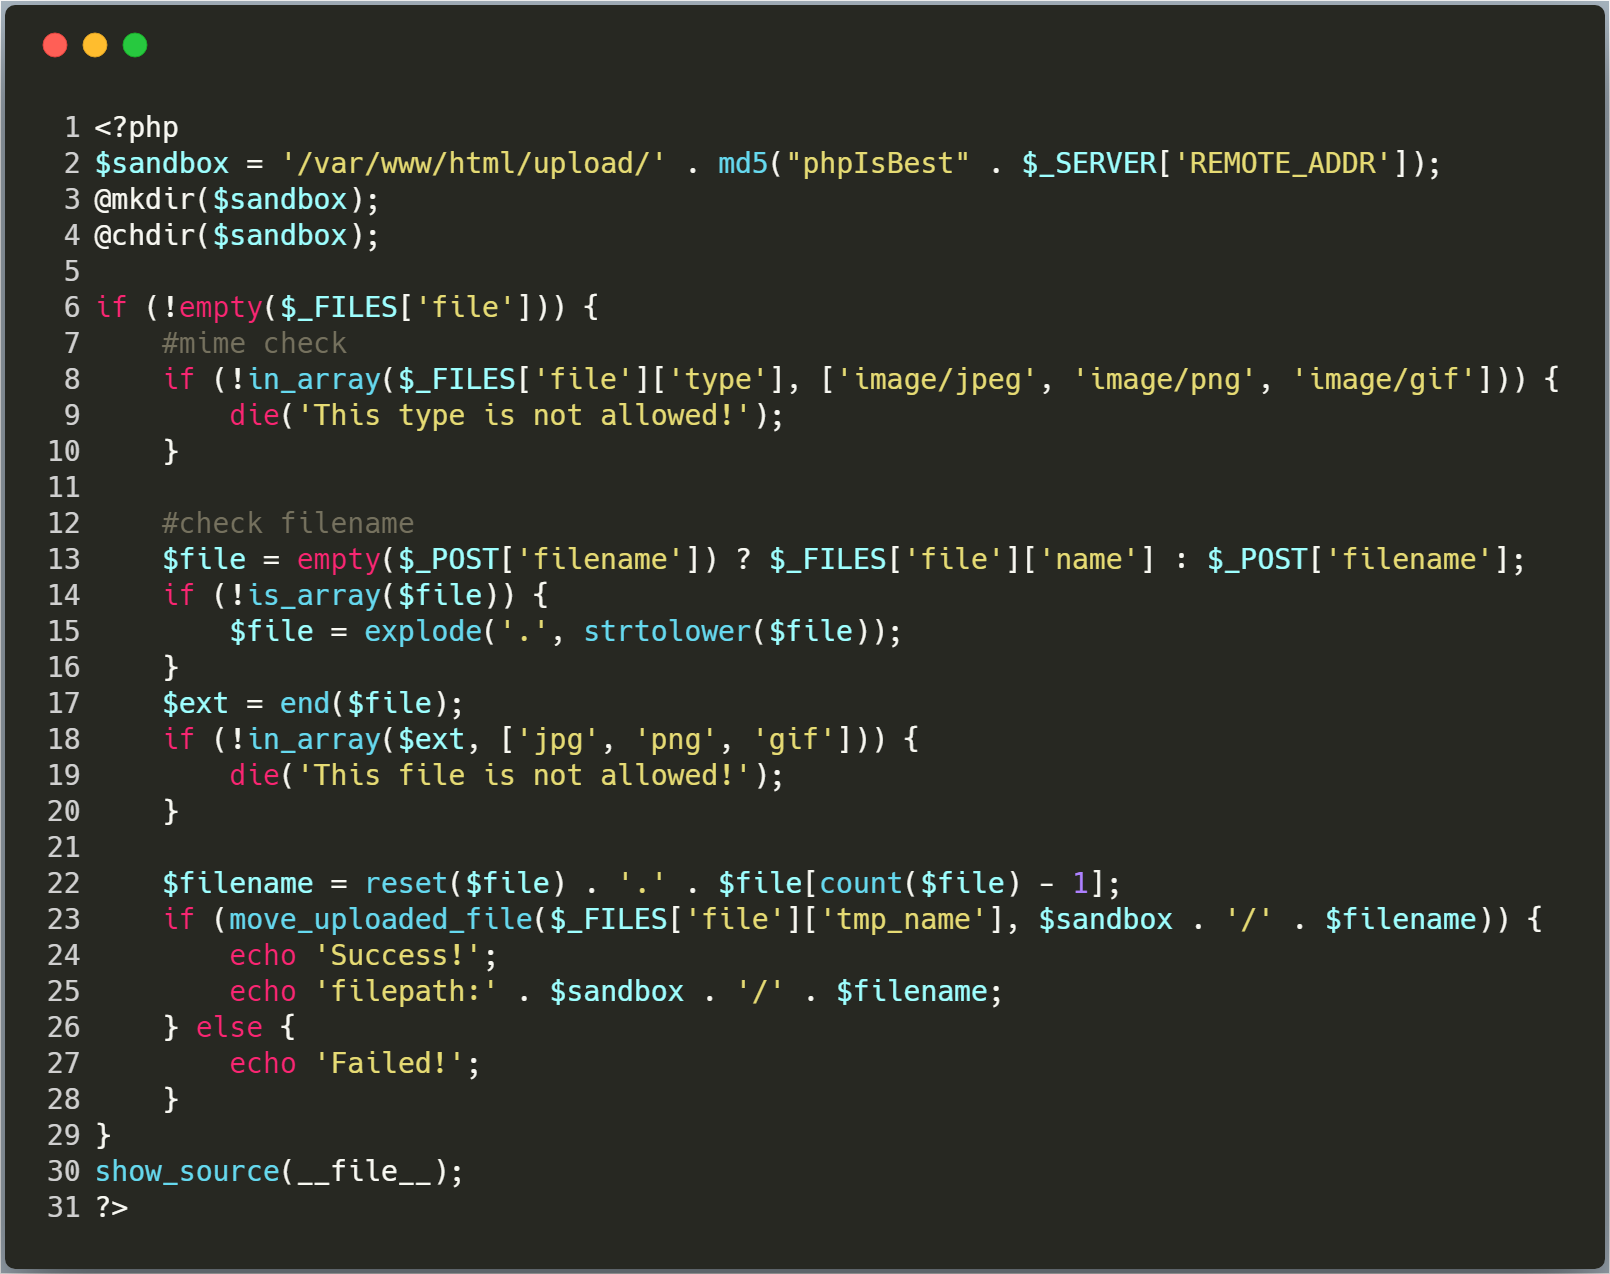 1 <?php
2 $sandbox = '/var/www/html/upload/' . md5("phpIsBest" . $_SERVER['REMOTE_ADDR']);
3 @mkdir($sandbox);
4 @chdir($sandbox);
5
6 if (!empty($_FILES['file'])) {
7     #mime check
8     if (!in_array($_FILES['file']['type'], ['image/jpeg', 'image/png', 'image/gif'])) {
9         die('This type is not allowed!');
10     }
11
12     #check filename
13     $file = empty($_POST['filename']) ? $_FILES['file']['name'] : $_POST['filename'];
14     if (!is_array($file)) {
15         $file = explode('.', strtolower($file));
16     }
17     $ext = end($file);
18     if (!in_array($ext, ['jpg', 'png', 'gif'])) {
19         die('This file is not allowed!');
20     }
21
22     $filename = reset($file) . '.' . $file[count($file) - 1];
23     if (move_uploaded_file($_FILES['file']['tmp_name'], $sandbox . '/' . $filename)) {
24         echo 'Success!';
25         echo 'filepath:' . $sandbox . '/' . $filename;
26     } else {
27         echo 'Failed!';
28     }
29 }
30 show_source(__file__);
31 ?>